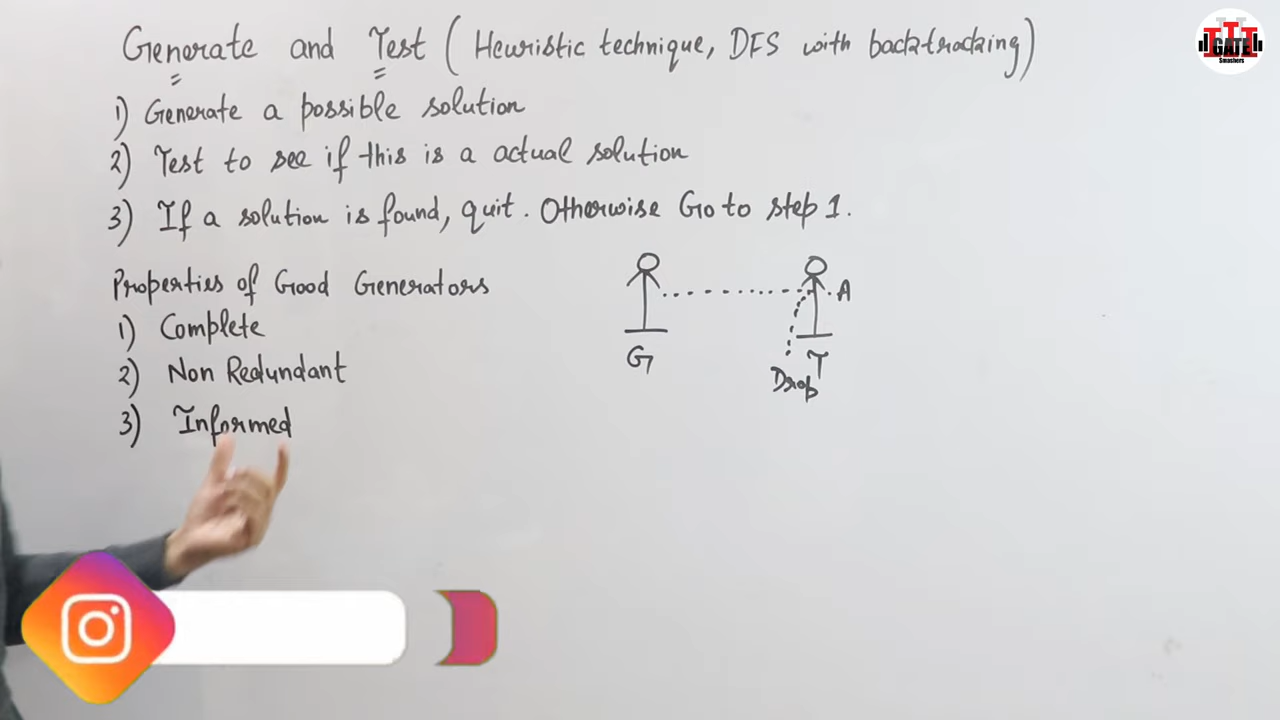 Generate and Test (Heuristic technique, DFS with backtracking)
1) Generate a possible solution
2) Test to see if this is a actual solution
3) If a solution is found, quit. Otherwise Go to step 1.
Properties of Good Generators
1) Complete
2) Non Redundant
3) Informed
A
G
T
Drop
GATE
Smashers